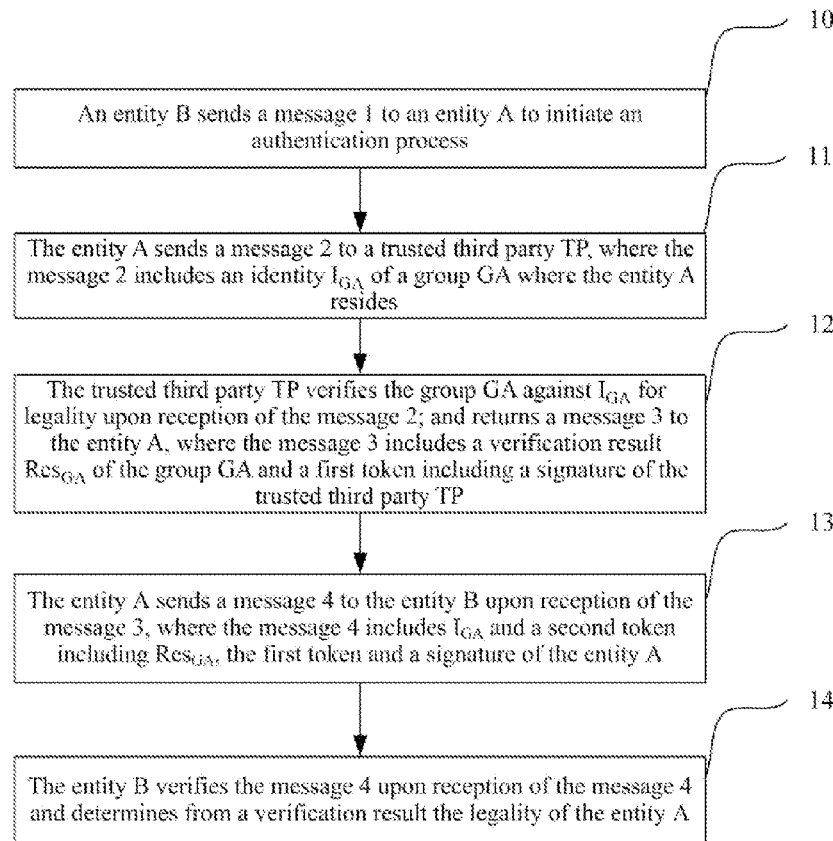 10
An entity B sends a message 1 to an entity A to initiate an
authentication process
11
The entity A sends a message 2 to a trusted third party TP, where the
message 2 includes an identity I_GA of a group GA where the entity A
resides
12
The trusted third party TP verifies the group GA against I_GA for
legality upon reception of the message 2; and returns a message 3 to
the entity A, where the message 3 includes a verification result
Res_GA of the group GA and a first token including a signature of the
trusted third party TP
13
The entity A sends a message 4 to the entity B upon reception of the
message 3, where the message 4 includes I_GA and a second token
including Res_GA, the first token and a signature of the entity A
14
The entity B verifies the message 4 upon reception of the message 4
and determines from a verification result the legality of the entity A